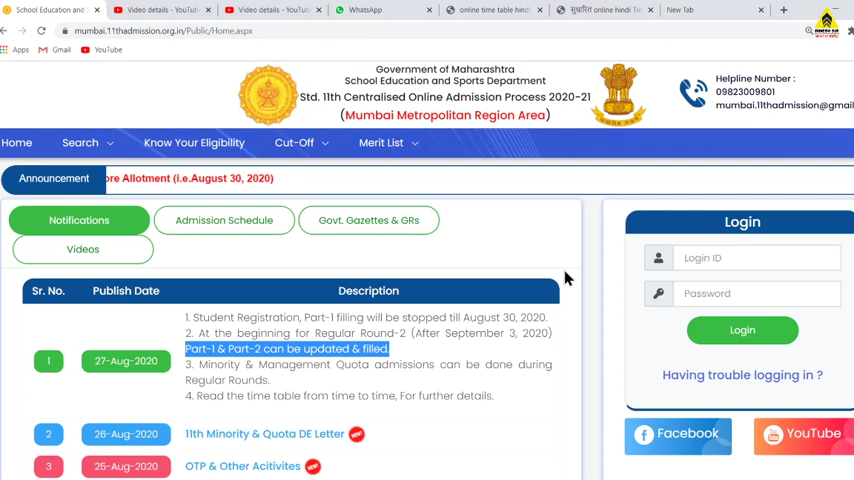 School Education and S
Video details - YouTub
Video details - YouTub
WhatsApp
online time table hindi
सुधारित online hindi Tim
New Tab
mumbai.11thadmission.org.in/Public/Home.aspx
Apps
Gmail
YouTube
Government of Maharashtra
School Education and Sports Department
Std. 11th Centralised Online Admission Process 2020-21
(Mumbai Metropolitan Region Area)
Helpline Number :
09823009801
mumbai.11thadmission@gmail
Home
Search
Know Your Eligibility
Cut-Off
Merit List
Announcement
ore Allotment (i.e.August 30, 2020)
Notifications
Admission Schedule
Govt. Gazettes & GRs
Videos
Sr. No.
Publish Date
Description
1
27-Aug-2020
1. Student Registration, Part-1 filling will be stopped till August 30, 2020.
2. At the beginning for Regular Round-2 (After September 3, 2020)
Part-1 & Part-2 can be updated & filled.
3. Minority & Management Quota admissions can be done during
Regular Rounds.
4. Read the time table from time to time, For further details.
2
26-Aug-2020
11th Minority & Quota DE Letter
3
25-Aug-2020
OTP & Other Acitivites
Login
Login ID
Password
Login
Having trouble logging in ?
Facebook
YouTube